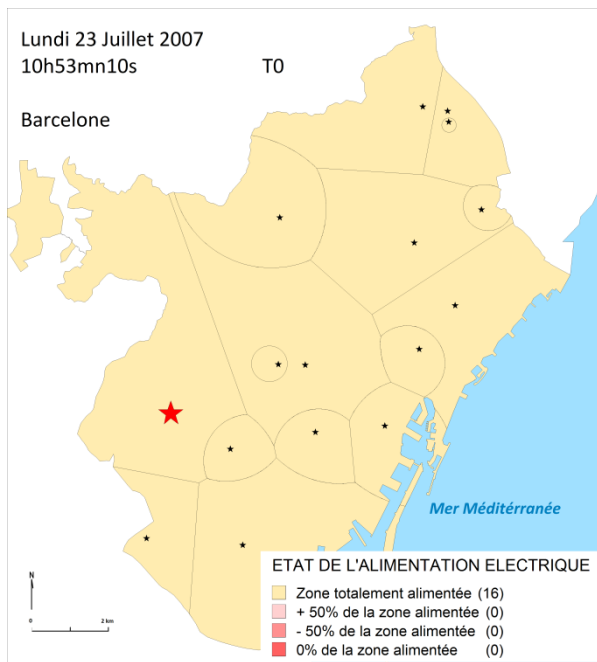 Lundi 23 Juillet 2007
10h53mn10s T0
Barcelone
Mer Méditérranée
ETAT DE L'ALIMENTATION ELECTRIQUE
Zone totalement alimentée (16)
+ 50% de la zone alimentée (0)
- 50% de la zone alimentée (0)
0% de la zone alimentée (0)
N
0 2 km